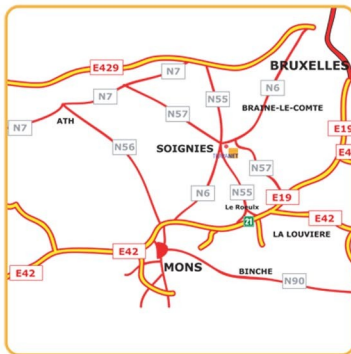 BRUXELLES
E429
N7
N6
N7
N55
BRAINE-LE-COMTE
N57
N7
ATH
E19
N56
SOIGNIES
N57
N6
N55
E19
Le Roeulx
E42
21
LA LOUVIERE
E42
E42
MONS
BINCHE
N90